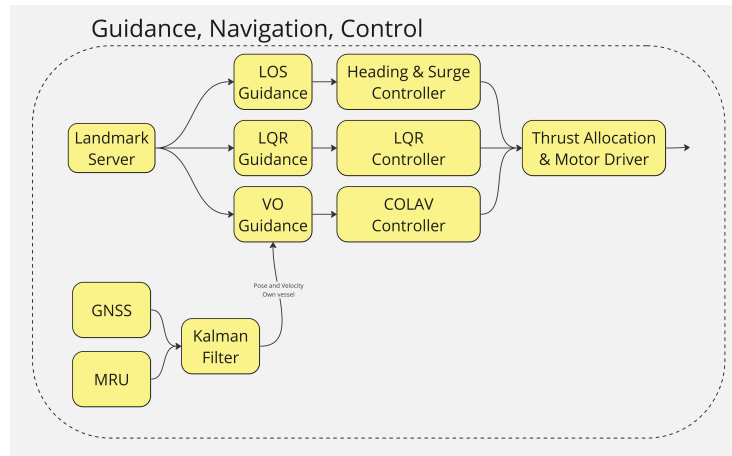 Guidance, Navigation, Control
LOS
Guidance
Heading & Surge
Controller
Landmark
Server
LQR
Guidance
LQR
Controller
Thrust Allocation
& Motor Driver
VO
Guidance
COLAV
Controller
Pose and Velocity
Own vessel
GNSS
Kalman
Filter
MRU